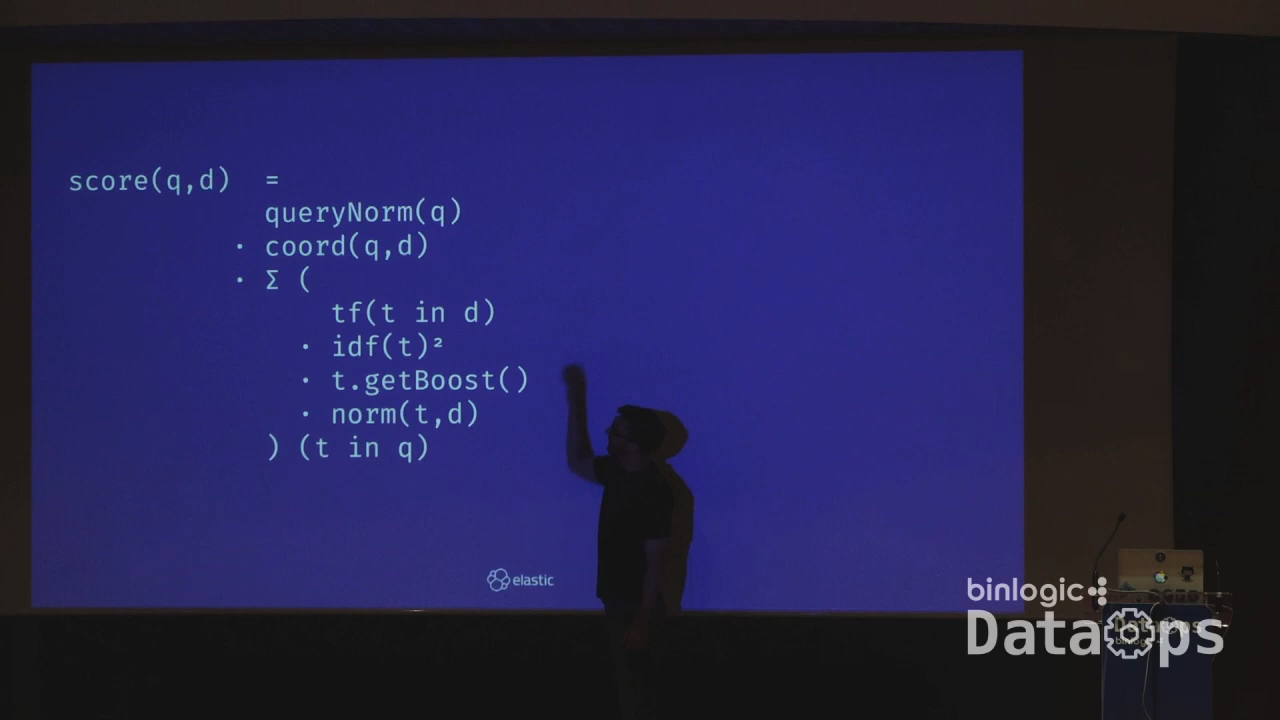 score(q,d) =
queryNorm(q)
· coord(q,d)
· Σ (
tf(t in d)
· idf(t)²
· t.getBoost()
· norm(t,d)
) (t in q)
elastic
binlogic
DataOps